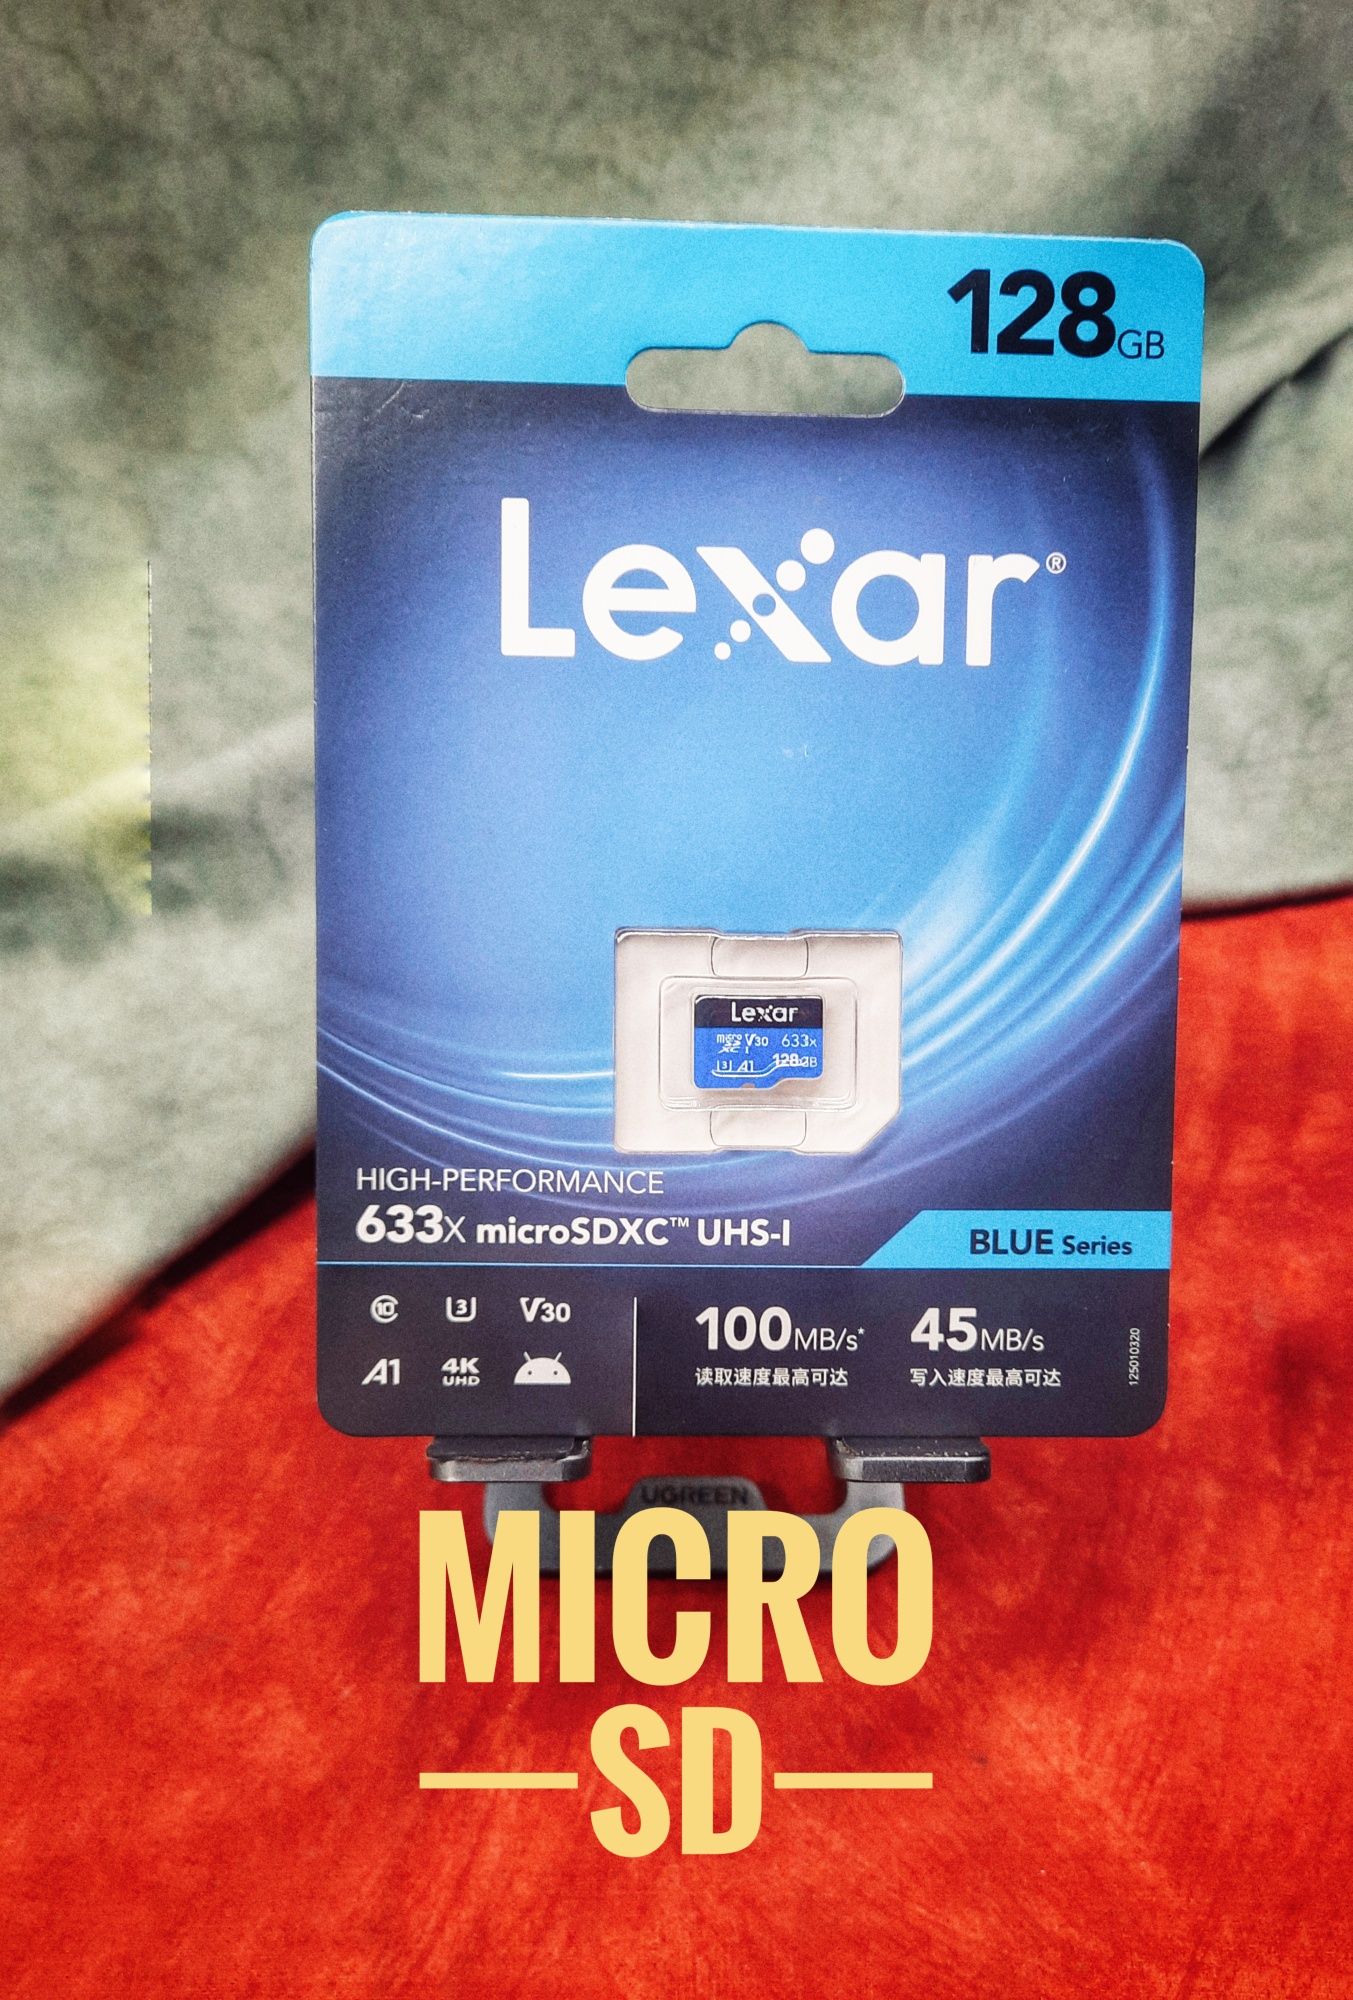 128GB
Lexar®
Lexar
micro SD XC I V30 633x
U3 A1 128GB
HIGH-PERFORMANCE
633X microSDXC™ UHS-I
BLUE Series
C10 U3 V30
A1 4K UHD
100MB/s* 45MB/s
读取速度最高可达 写入速度最高可达
125010320
UGREEN
MICRO
SD